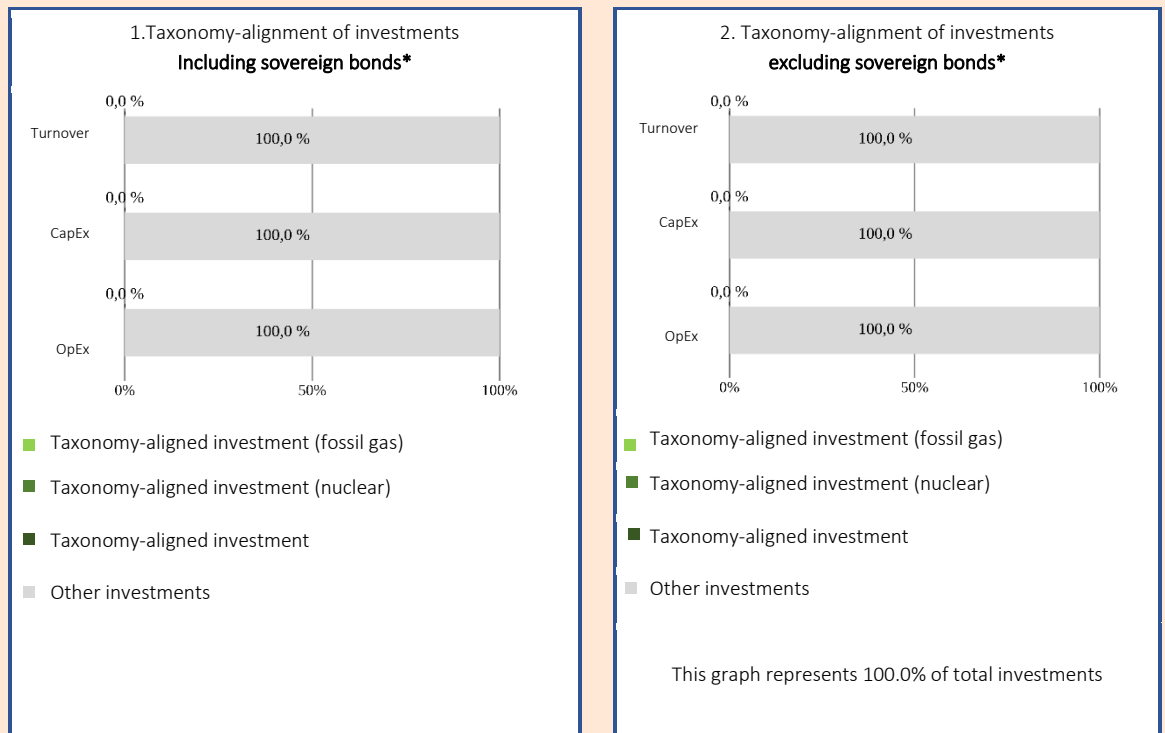 1.Taxonomy-alignment of investments
Including sovereign bonds*
0,0 %
Turnover
100,0 %
0,0 %
CapEx
100,0 %
0,0 %
100,0 %
OpEx
0%
50%
100%
Taxonomy-aligned investment (fossil gas)
Taxonomy-aligned investment (nuclear)
Taxonomy-aligned investment
Other investments
2. Taxonomy-alignment of investments
excluding sovereign bonds*
0,0 %
Turnover
100,0 %
0,0 %
CapEx
100,0 %
0,0 %
100,0 %
OpEx
0%
50%
100%
Taxonomy-aligned investment (fossil gas)
Taxonomy-aligned investment (nuclear)
Taxonomy-aligned investment
Other investments
This graph represents 100.0% of total investments